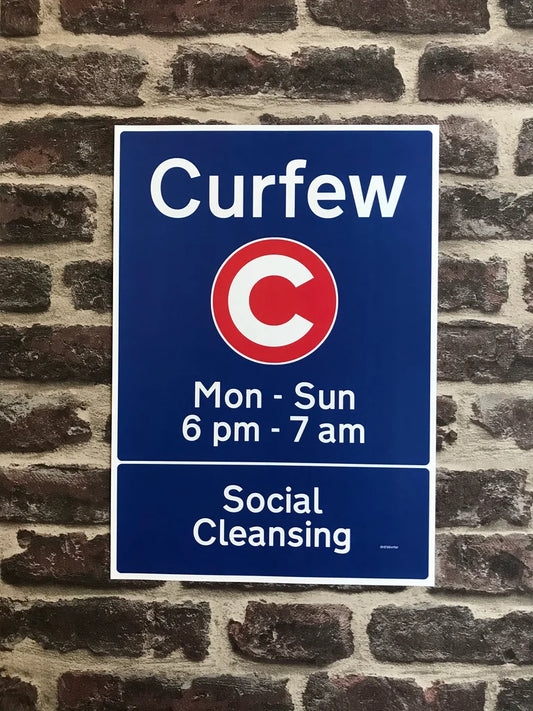 Curfew
C
Mon - Sun
6 pm - 7 am
Social
Cleansing